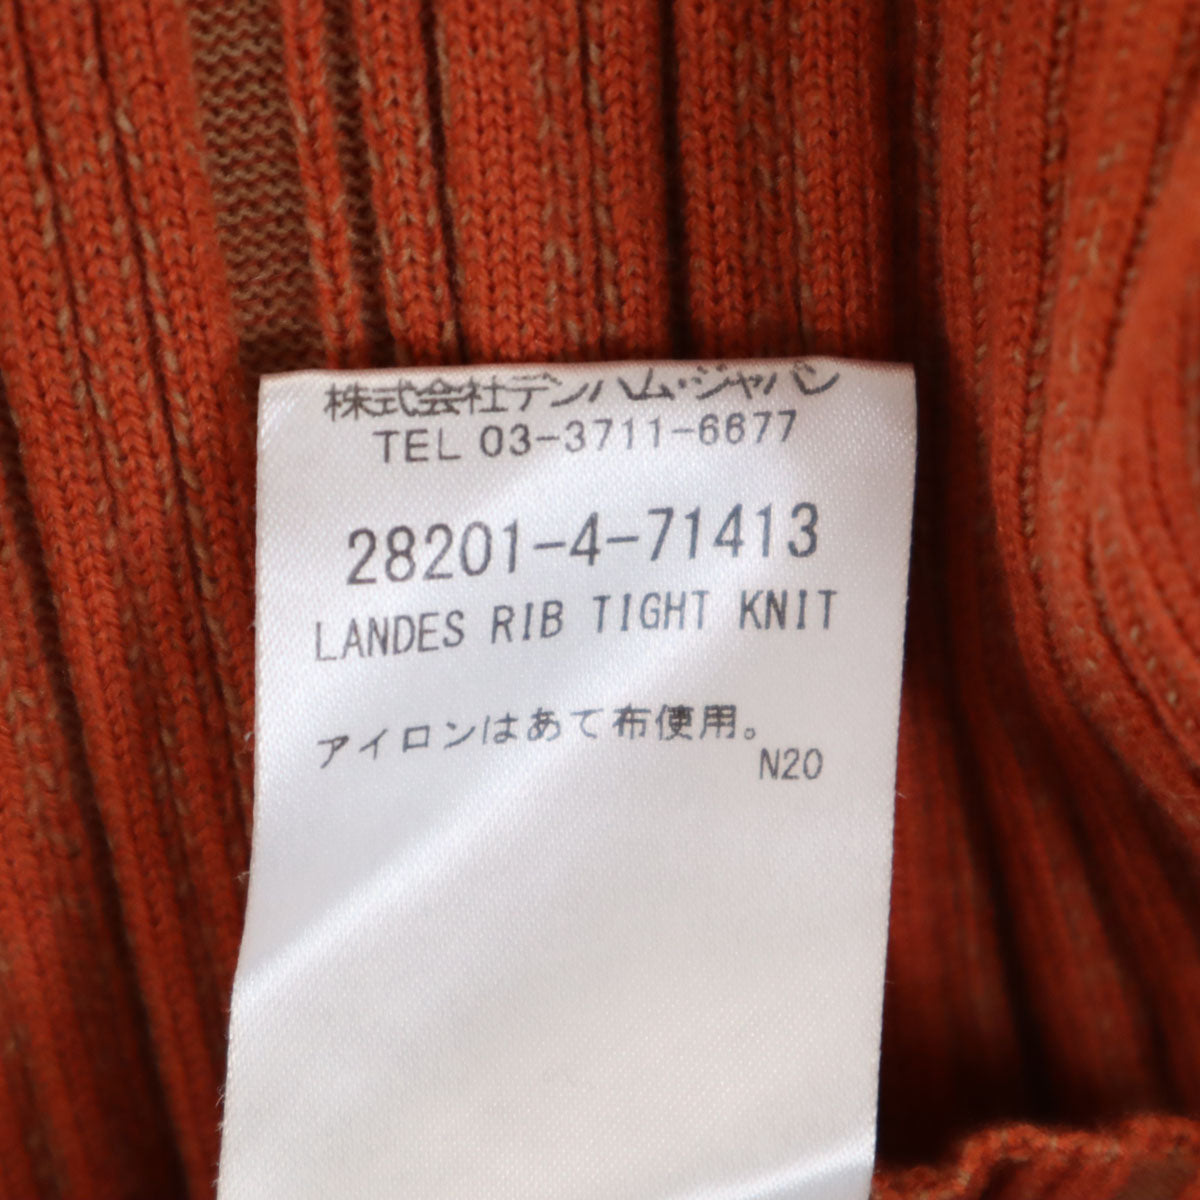 株式会社デンハム・ジャパン
TEL 03-3711-6677
28201-4-71413
LANDES RIB TIGHT KNIT
アイロンはあて布使用。
N20